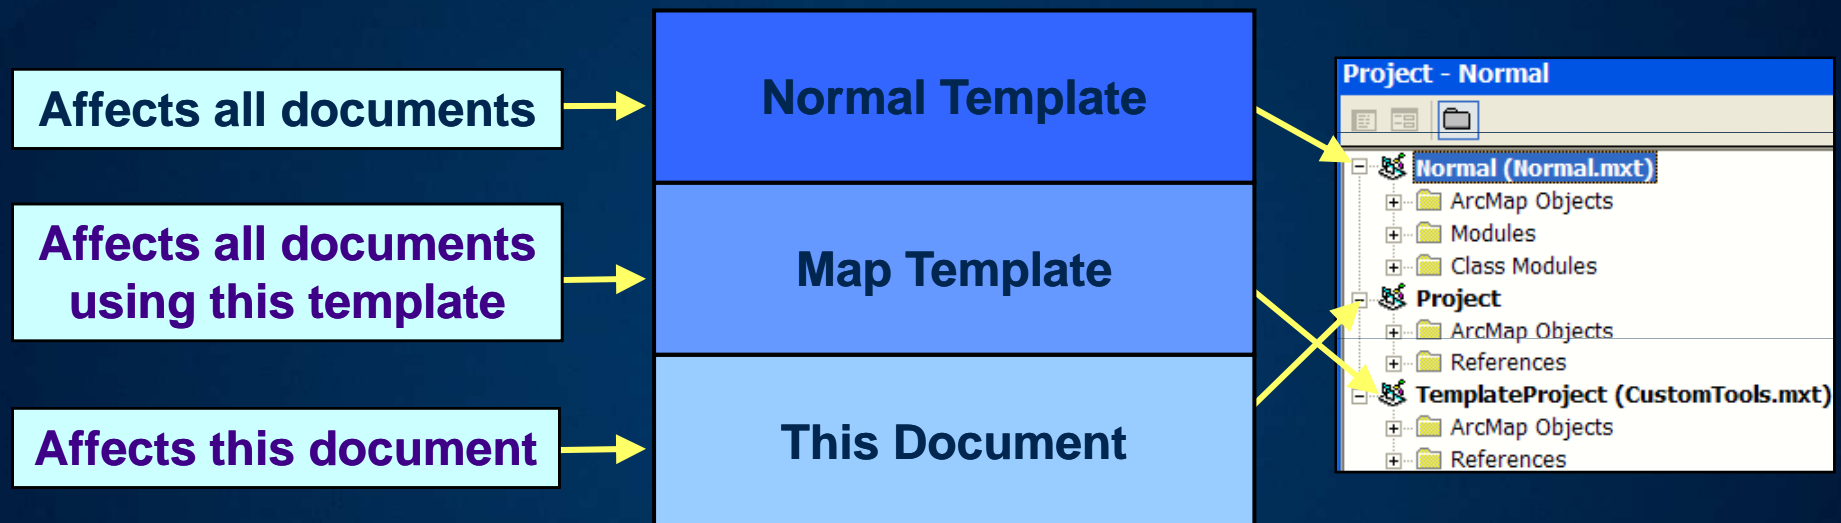 Affects all documents
Affects all documents
using this template
Affects this document
Normal Template
Map Template
This Document
Project - Normal
Normal (Normal.mxt)
ArcMap Objects
Modules
Class Modules
Project
ArcMap Objects
References
TemplateProject (CustomTools.mxt)
ArcMap Objects
References